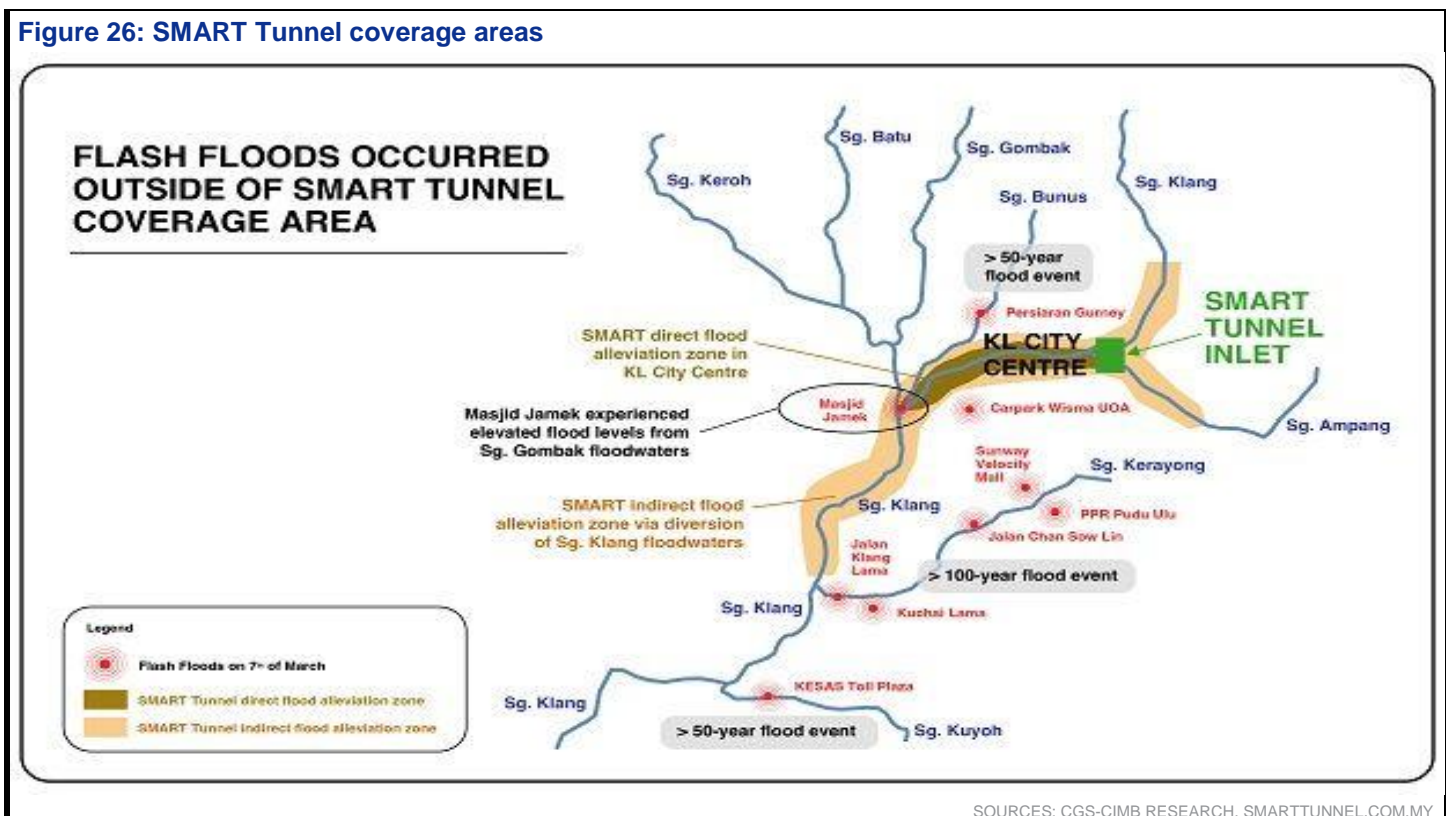 Figure 26: SMART Tunnel coverage areas
FLASH FLOODS OCCURRED
OUTSIDE OF SMART TUNNEL
COVERAGE AREA
Sg. Keroh
Sg. Batu
Sg. Gombak
Sg. Bunus
Sg. Klang
> 50-year
flood event
Persiaran Gurney
SMART
TUNNEL
INLET
KL CITY
CENTRE
SMART direct flood
alleviation zone in
KL City Centre
Masjid
Jamek
Masjid Jamek experienced
elevated flood levels from
Sg. Gombak floodwaters
Carpark Wisma UOA
Sg. Ampang
Sunway
Velocity
Mall
Sg. Kerayong
PPR Pudu Ulu
Jalan Chan Sow Lin
SMART indirect flood
alleviation zone via diversion
of Sg. Klang floodwaters
Sg. Klang
Jalan
Klang
Lama
> 100-year flood event
Kuchai Lama
Sg. Klang
KESAS Toll Plaza
Sg. Klang
> 50-year flood event
Sg. Kuyoh
Legend
Flash Floods on 7th of March
SMART Tunnel direct flood alleviation zone
SMART Tunnel indirect flood alleviation zone
SOURCES: CGS-CIMB RESEARCH, SMARTTUNNEL.COM.MY